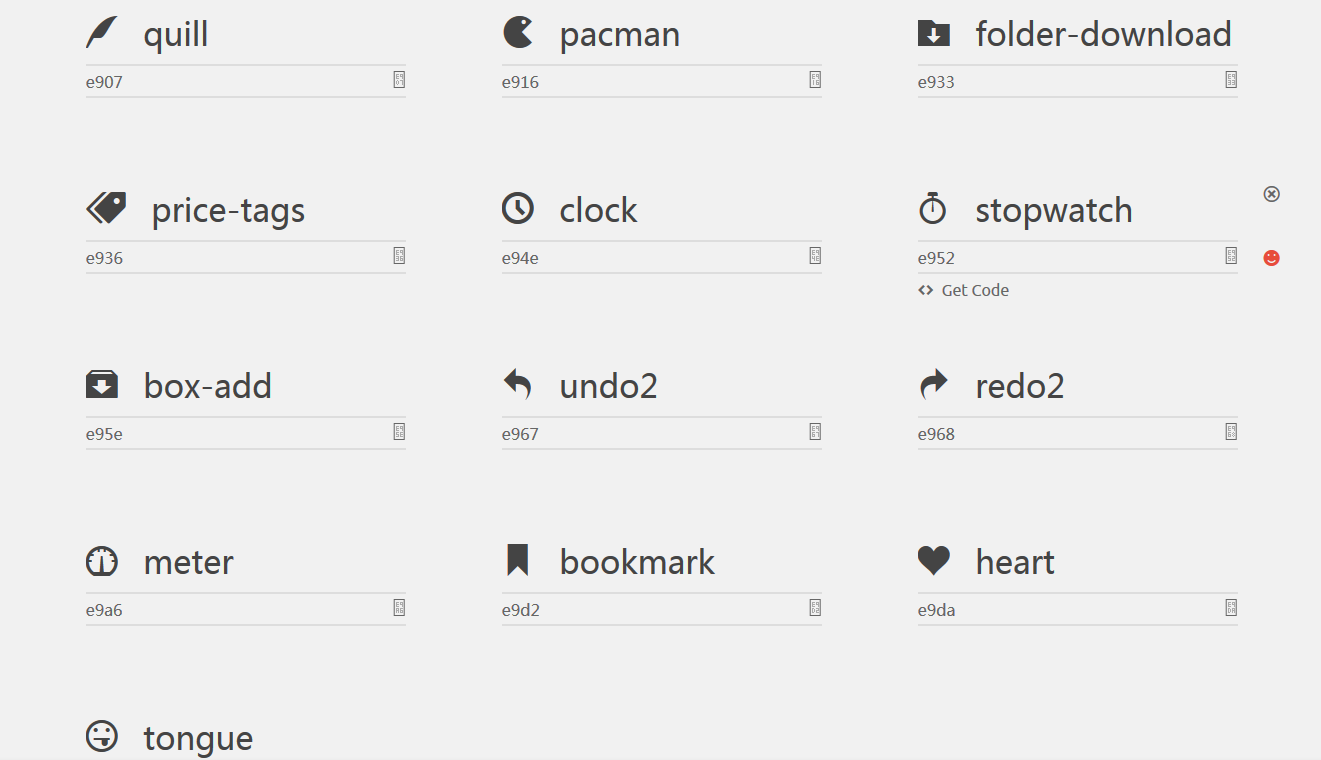 quill
pacman
folder-download
e907
e916
e933
price-tags
clock
stopwatch
e936
e94e
e952
Get Code
box-add
undo2
redo2
e95e
e967
e968
meter
bookmark
heart
e9a6
e9d2
e9da
tongue